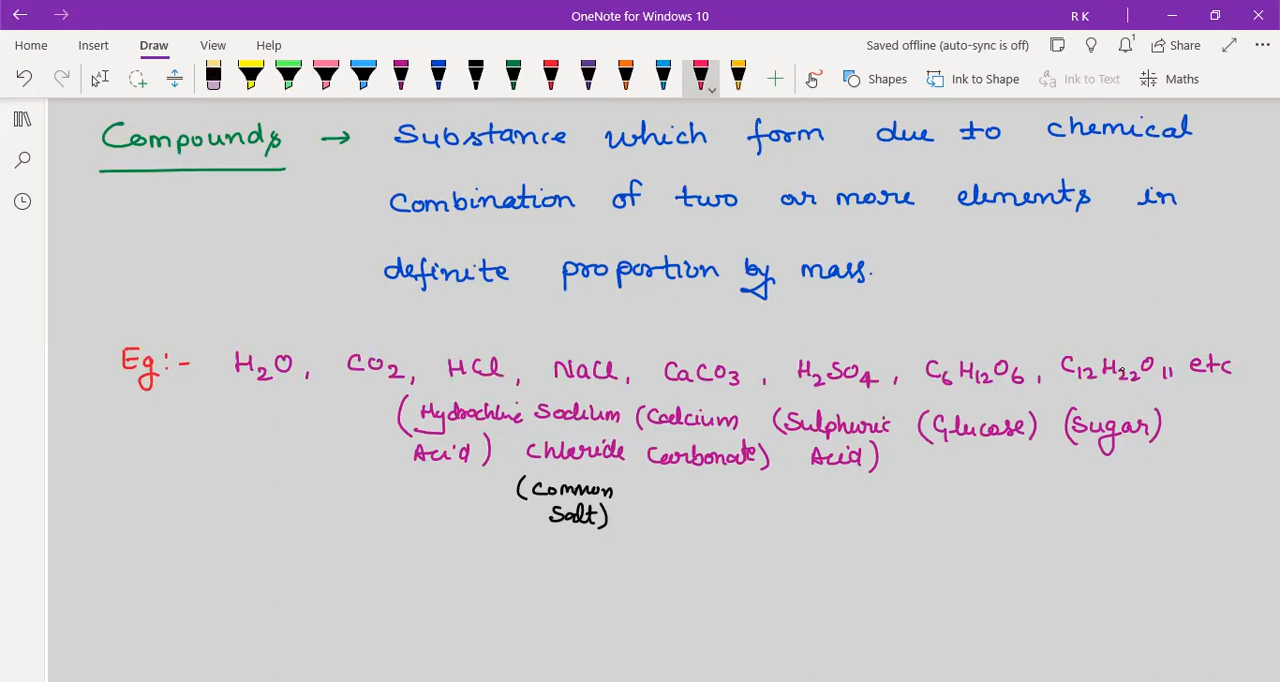 OneNote for Windows 10
R K
Home Insert Draw View Help
Saved offline (auto-sync is off)
1
Share
Shapes
Ink to Shape
Ink to Text
Maths
Compounds → Substance which form due to chemical
combination of two or more elements in
definite proportion by mass.
Eg:- H2O, CO2, HCl, NaCl, CaCO3, H2SO4, C6H12O6, C12H22O11 etc
(Hydrochloric Sodium (Calcium (Sulphuric (Glucose) (Sugar)
Acid) Chloride Carbonate) Acid)
(Common
Salt)